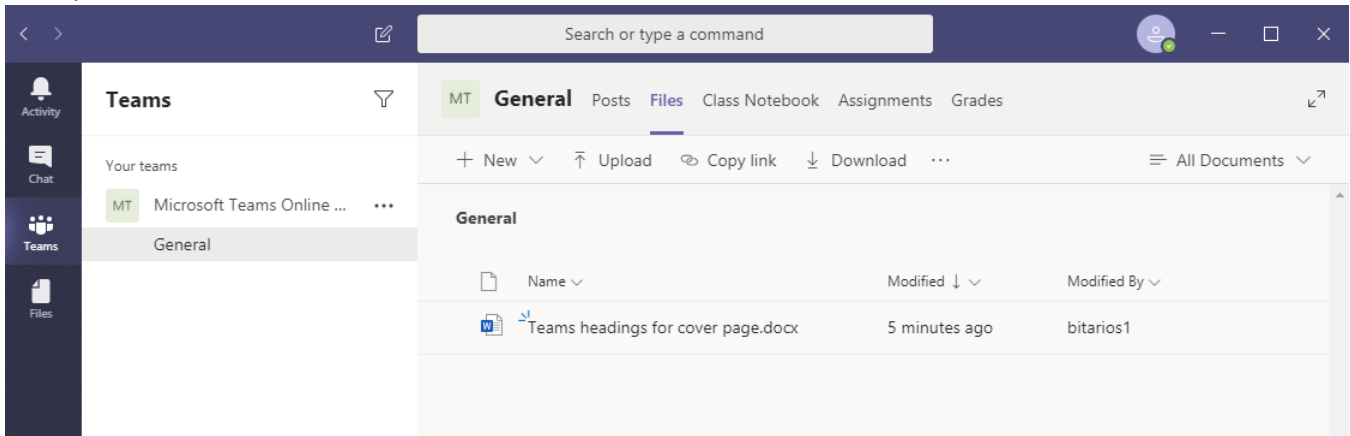 Search or type a command
Activity
Chat
Teams
Files
Teams
Your teams
MT Microsoft Teams Online ...
General
MT General Posts Files Class Notebook Assignments Grades
New Upload Copy link Download ... All Documents
General
Name Modified Modified By
Teams headings for cover page.docx 5 minutes ago bitarios1